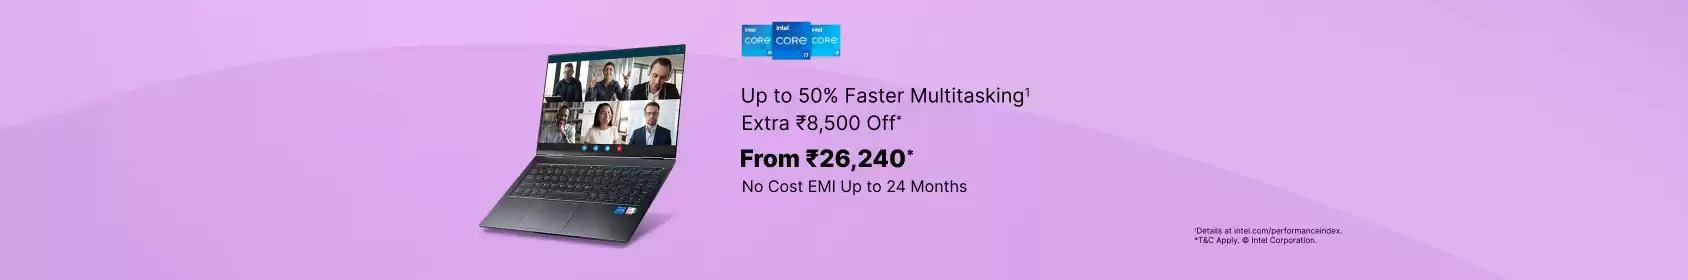 intel intel intel
CORE CORE CORE
i7
Up to 50% Faster Multitasking¹
Extra ₹8,500 Off*
From ₹26,240*
No Cost EMI Up to 24 Months
¹Details at intel.com/performanceindex.
*T&C Apply. © Intel Corporation.